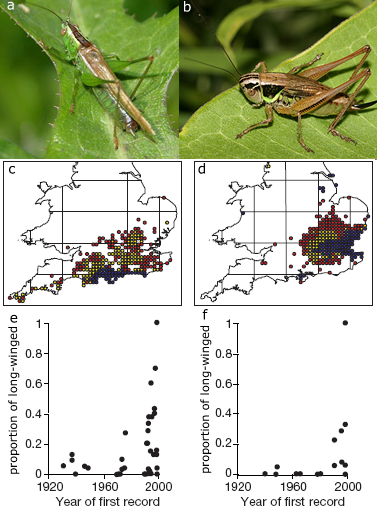 a b
c d
e f
1 1
0.8 0.8
0.6 0.6
0.4 0.4
0.2 0.2
0 0
proportion of long-winged proportion of long-winged
1920 1960 2000 1920 1960 2000
Year of first record Year of first record